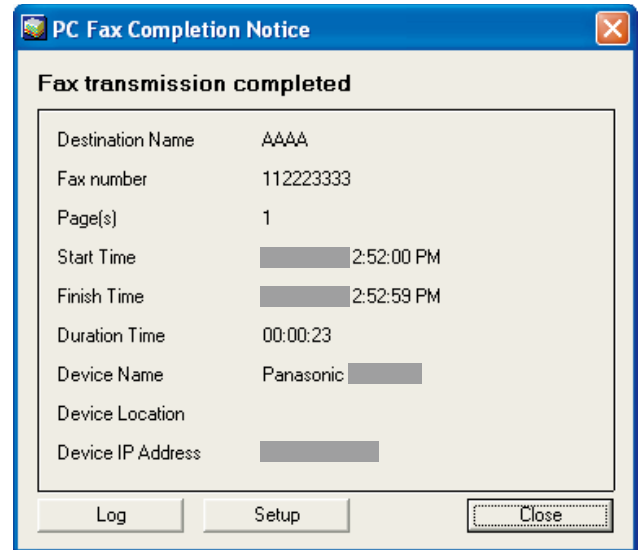 PC Fax Completion Notice
Fax transmission completed
Destination Name AAAA
Fax number 112223333
Page(s) 1
Start Time 2:52:00 PM
Finish Time 2:52:59 PM
Duration Time 00:00:23
Device Name Panasonic
Device Location
Device IP Address
Log Setup Close